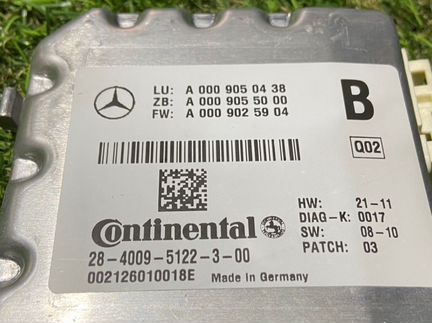 LU: A 000 905 04 38
ZB: A 000 905 50 00
FW: A 000 902 59 04
B
Q02
Continental
28-4009-5122-3-00
002126010018E Made in Germany
HW: 21-11
DIAG-K: 0017
SW: 08-10
PATCH: 03